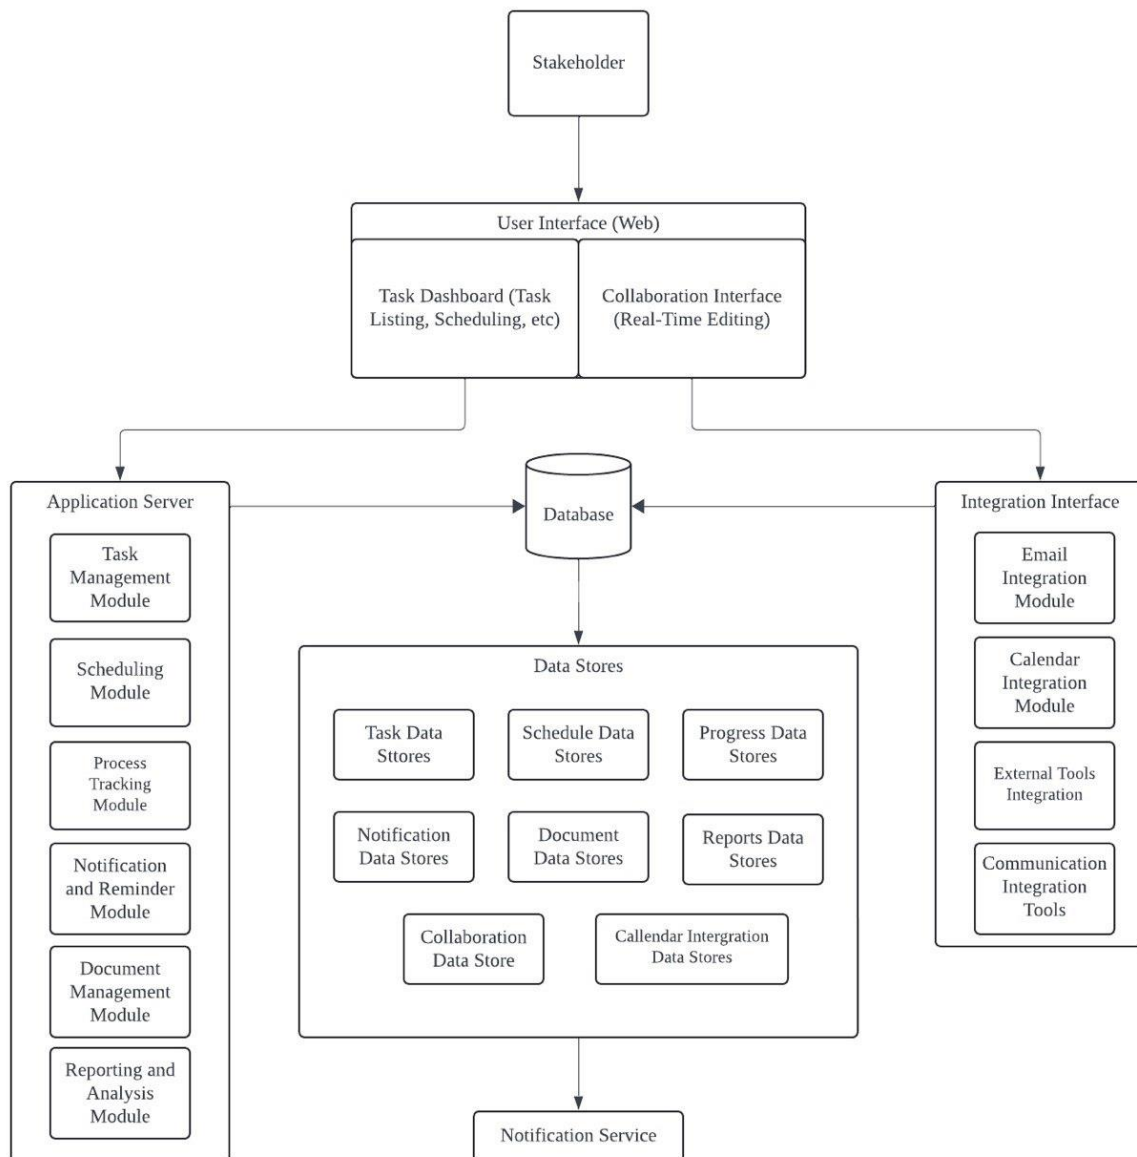 Stakeholder
User Interface (Web)
Task Dashboard (Task
Listing, Scheduling, etc)
Collaboration Interface
(Real-Time Editing)
Application Server
Task
Management
Module
Scheduling
Module
Process
Tracking
Module
Notification
and Reminder
Module
Document
Management
Module
Reporting and
Analysis
Module
Database
Data Stores
Task Data
Sttores
Schedule Data
Stores
Progress Data
Stores
Notification
Data Stores
Document
Data Stores
Reports Data
Stores
Collaboration
Data Store
Callendar Intergration
Data Stores
Integration Interface
Email
Integration
Module
Calendar
Integration
Module
External Tools
Integration
Communication
Integration
Tools
Notification Service